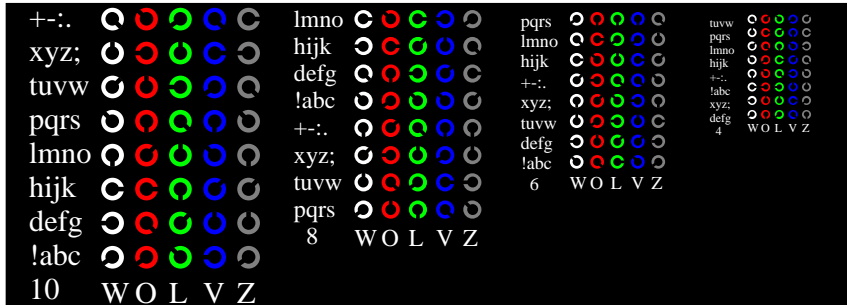 +-:.
xyz;
tuvw
pqrs
lmno
hijk
defg
!abc
10 W O L V Z
lmno
hijk
defg
!abc
+-:.
xyz;
tuvw
pqrs
8 W O L V Z
pqrs
lmno
hijk
+-:.
xyz;
tuvw
defg
!abc
6 W O L V Z
tuvw
pqrs
lmno
hijk
+-:.
!abc
xyz;
defg
4 W O L V Z